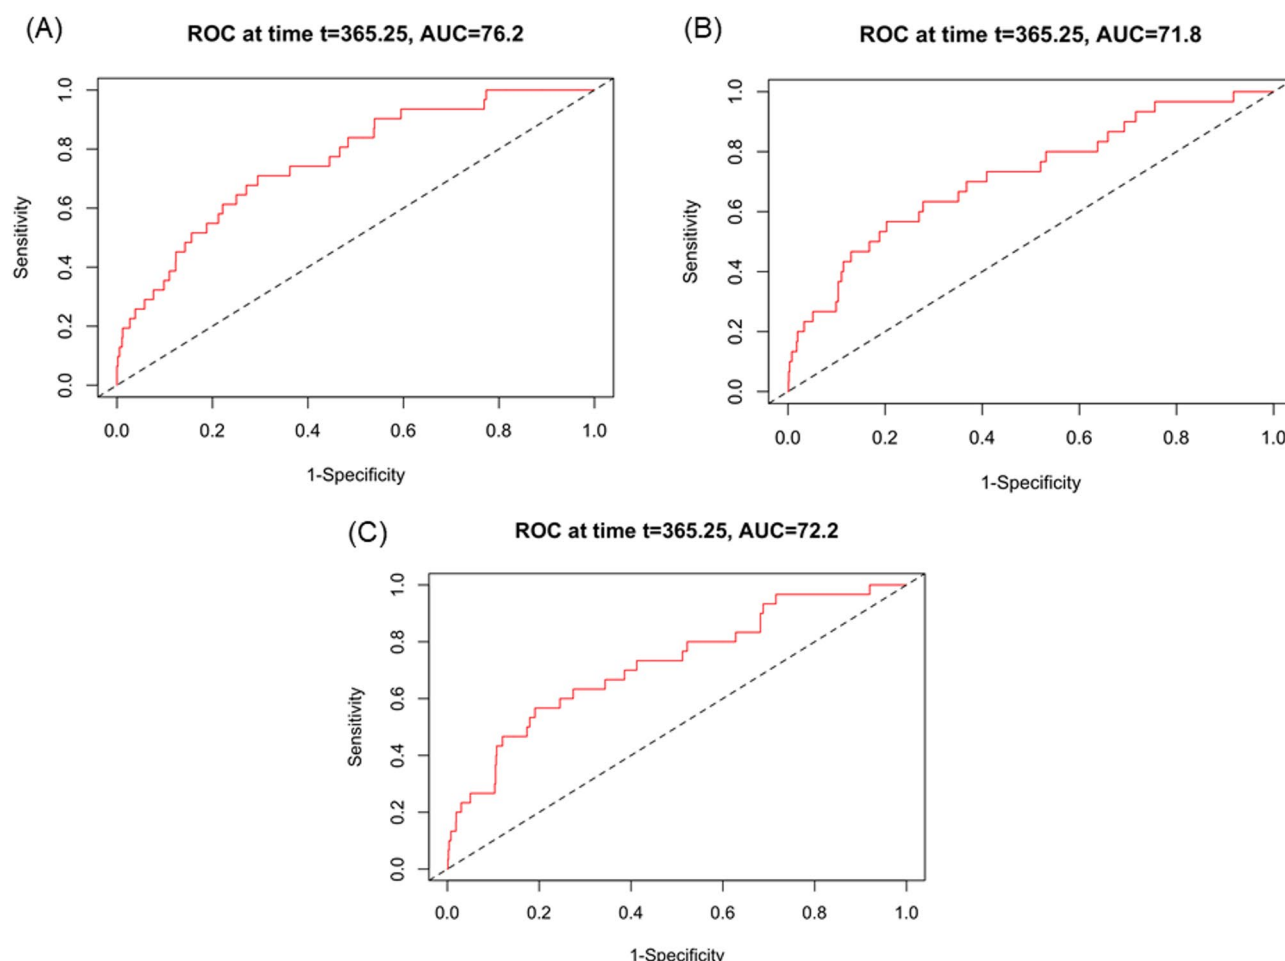 (A)
ROC at time t=365.25, AUC=76.2
Sensitivity
0.0 0.2 0.4 0.6 0.8 1.0
0.0 0.2 0.4 0.6 0.8 1.0
1-Specificity
(B)
ROC at time t=365.25, AUC=71.8
Sensitivity
0.0 0.2 0.4 0.6 0.8 1.0
0.0 0.2 0.4 0.6 0.8 1.0
1-Specificity
(C)
ROC at time t=365.25, AUC=72.2
Sensitivity
0.0 0.2 0.4 0.6 0.8 1.0
0.0 0.2 0.4 0.6 0.8 1.0
1-Specificity